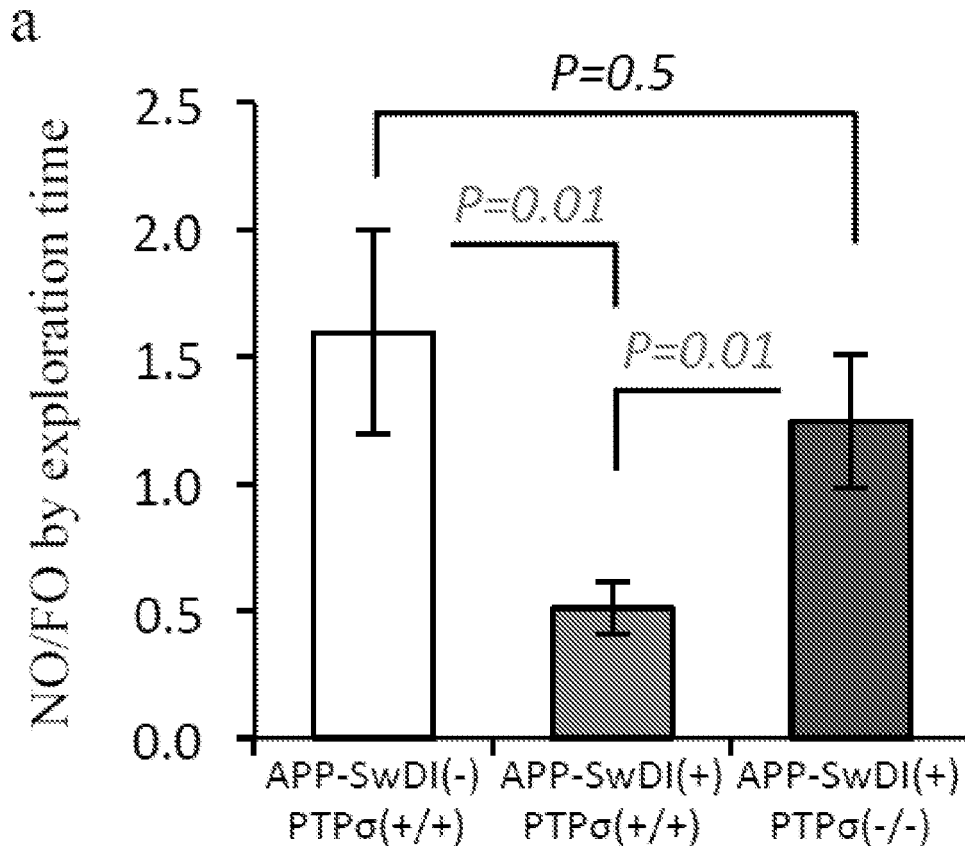 a
P=0.5
P=0.01
P=0.01
NO/FO by exploration time
2.5
2.0
1.5
1.0
0.5
0.0
APP-SwDI(-) APP-SwDI(+) APP-SwDI(+)
PTPσ(+/+) PTPσ(+/+) PTPσ(-/-)